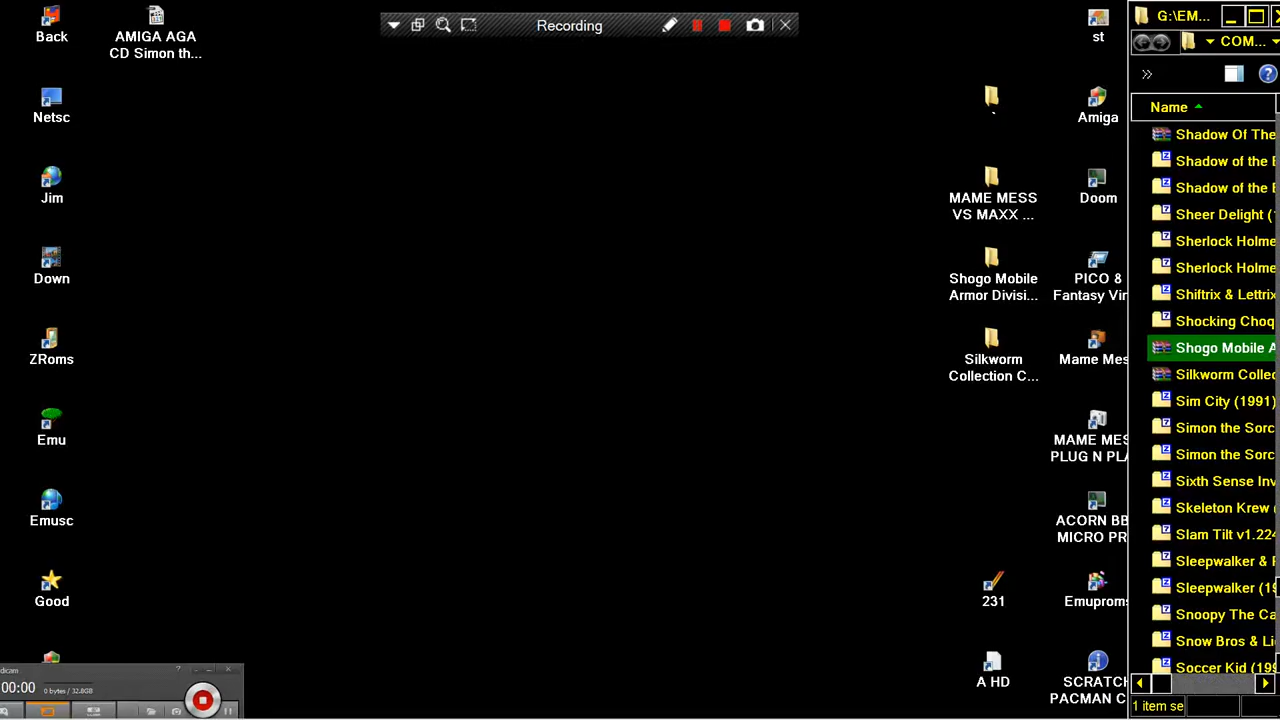 Back
AMIGA AGA
CD Simon th...
Recording
st
G:\EM...
COM...
Name
Netsc
Amiga
Jim
MAME MESS
VS MAXX ...
Doom
Down
Shogo Mobile
Armor Divisi...
PICO 8
Fantasy Vir
ZRoms
Silkworm
Collection C...
Mame Mes
Emu
MAME MES
PLUG N PLA
Emusc
ACORN BB
MICRO PR
Good
231
Emuproms
A HD
SCRATCH
PACMAN C
Shadow Of The
Shadow of the
Shadow of the
Sheer Delight (
Sherlock Holme
Sherlock Holme
Shiftrix & Lettrix
Shocking Choq
Shogo Mobile A
Silkworm Collec
Sim City (1991)
Simon the Sorc
Simon the Sorc
Sixth Sense Inv
Skeleton Krew
Slam Tilt v1.224
Sleepwalker &
Sleepwalker (19
Snoopy The Ca
Snow Bros & Li
Soccer Kid (199
1 item se
dicam
00:00
0 bytes / 32.8GB